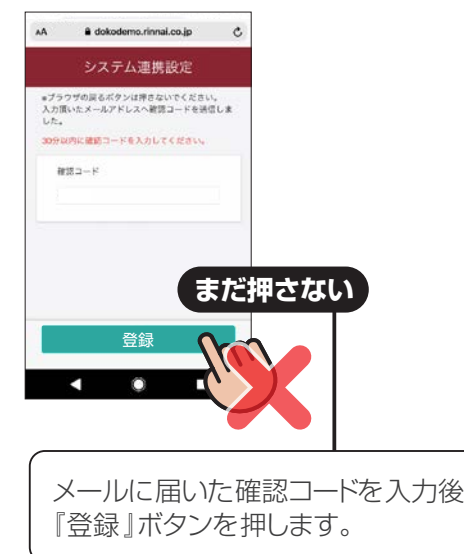 AA dokodemo.rinnai.co.jp
システム連携設定
※ブラウザの戻るボタンは押さないでください。
入力頂いたメールアドレスへ確認コードを送信しま
した。
30分以内に確認コードを入力してください。
確認コード
まだ押さない
登録
メールに届いた確認コードを入力後
『登録』ボタンを押します。